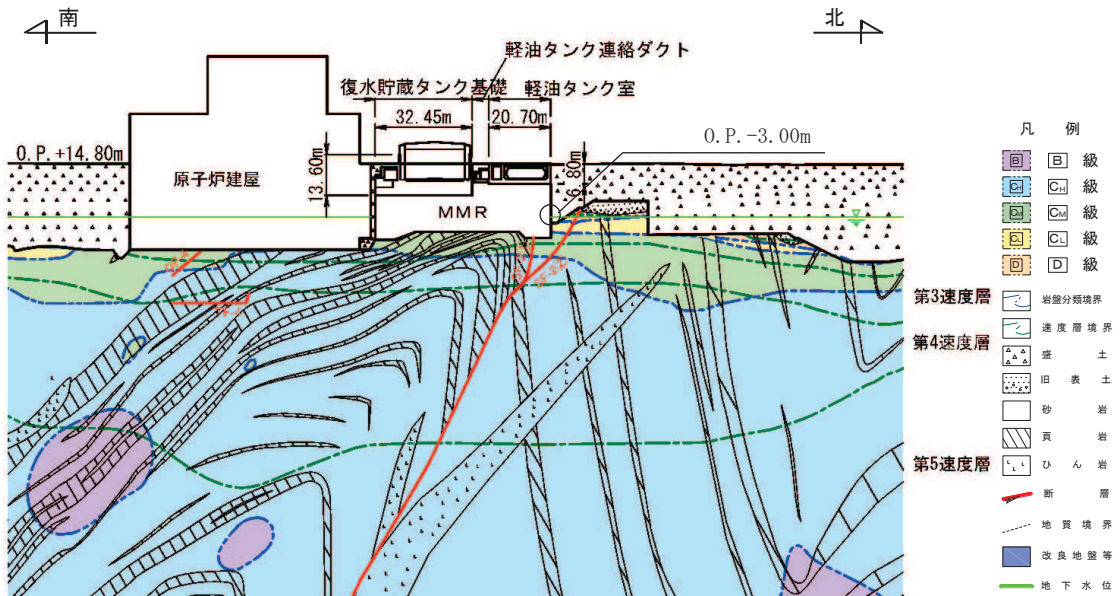 南
北
軽油タンク連絡ダクト
復水貯蔵タンク基礎
軽油タンク室
32.45m
20.70m
O.P.-3.00m
O.P.+14.80m
13.60m
6.80m
原子炉建屋
MMR
凡 例
B B 級
CH CH 級
CM CM 級
CL CL 級
D D 級
第3速度層
岩盤分類境界
第4速度層
速度層境界
盛 土
旧 表 土
砂 岩
頁 岩
第5速度層
ひ ん 岩
断 層
地 質 境 界
改 良 地 盤 等
地 下 水 位